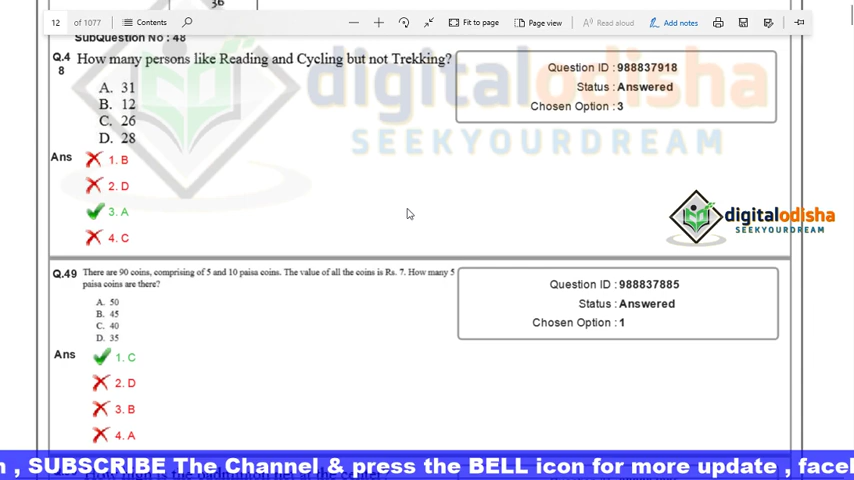 36
12 of 1077 Contents Fit to page Page view Read aloud Add notes
SubQuestion No : 48
Q.4
8 How many persons like Reading and Cycling but not Trekking?
A. 31
B. 12
C. 26
D. 28
Question ID : 988837918
Status : Answered
Chosen Option : 3
digitalodisha
SEEKYOURDREAM
Ans
1. B
2. D
3. A
4. C
digitalodisha
SEEKYOURDREAM
Q.49 There are 90 coins, comprising of 5 and 10 paisa coins. The value of all the coins is Rs. 7. How many 5
paisa coins are there?
A. 50
B. 45
C. 40
D. 35
Question ID : 988837885
Status : Answered
Chosen Option : 1
Ans
1. C
2. D
3. B
4. A
, SUBSCRIBE The Channel & press the BELL icon for more update ,